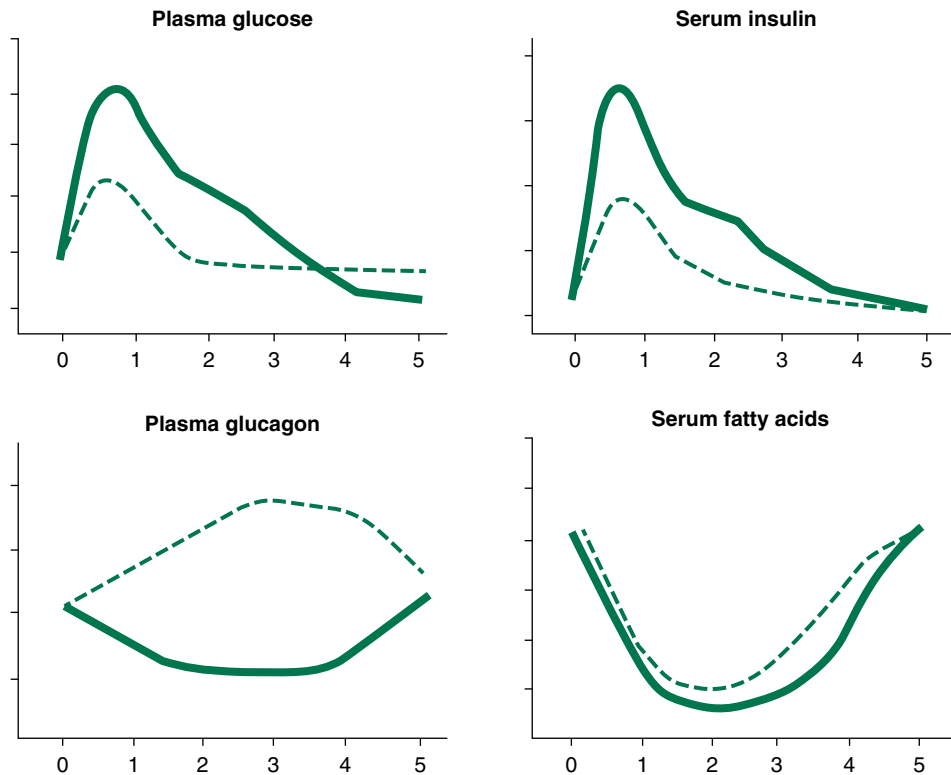 Plasma glucose
0 1 2 3 4 5
Serum insulin
0 1 2 3 4 5
Plasma glucagon
0 1 2 3 4 5
Serum fatty acids
0 1 2 3 4 5